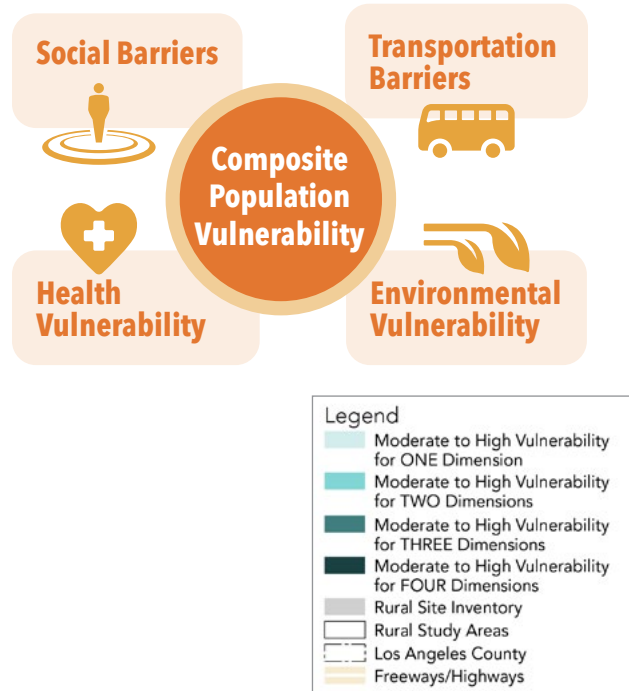 Social Barriers
Transportation
Barriers
Composite
Population
Vulnerability
Health
Vulnerability
Environmental
Vulnerability
Legend
Moderate to High Vulnerability
for ONE Dimension
Moderate to High Vulnerability
for TWO Dimensions
Moderate to High Vulnerability
for THREE Dimensions
Moderate to High Vulnerability
for FOUR Dimensions
Rural Site Inventory
Rural Study Areas
Los Angeles County
Freeways/Highways